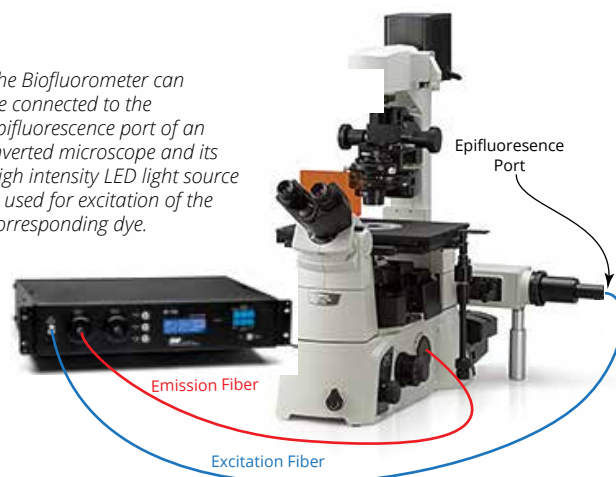 he Biofluorometer can
e connected to the
pifluorescence port of an
nverted microscope and its
igh intensity LED light source
used for excitation of the
orresponding dye.
Epifluoresence
Port
Emission Fiber
Excitation Fiber